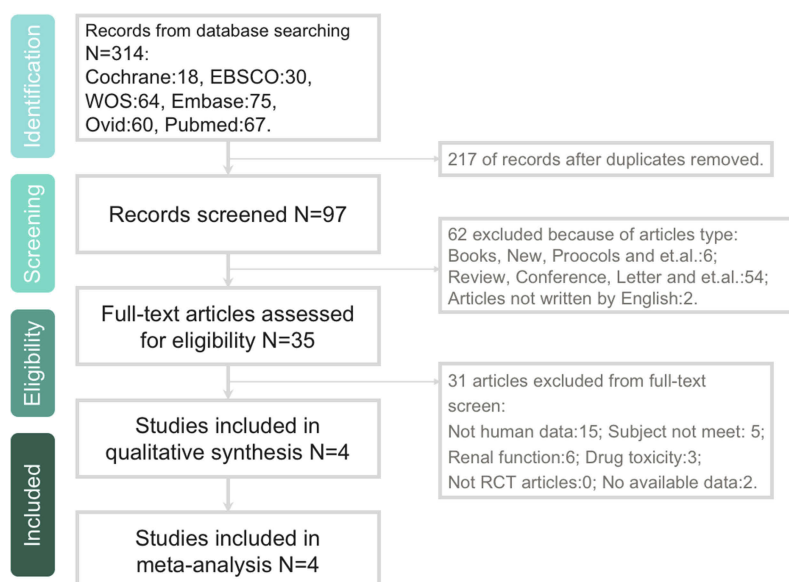 Identification
Records from database searching
N=314:
Cochrane:18, EBSCO:30,
WOS:64, Embase:75,
Ovid:60, Pubmed:67.
217 of records after duplicates removed.
Screening
Records screened N=97
62 excluded because of articles type:
Books, New, Proocols and et.al.:6;
Review, Conference, Letter and et.al.:54;
Articles not written by English:2.
Eligibility
Full-text articles assessed
for eligibility N=35
31 articles excluded from full-text
screen:
Not human data:15; Subject not meet: 5;
Renal function:6; Drug toxicity:3;
Not RCT articles:0; No available data:2.
Included
Studies included in
qualitative synthesis N=4
Studies included in
meta-analysis N=4